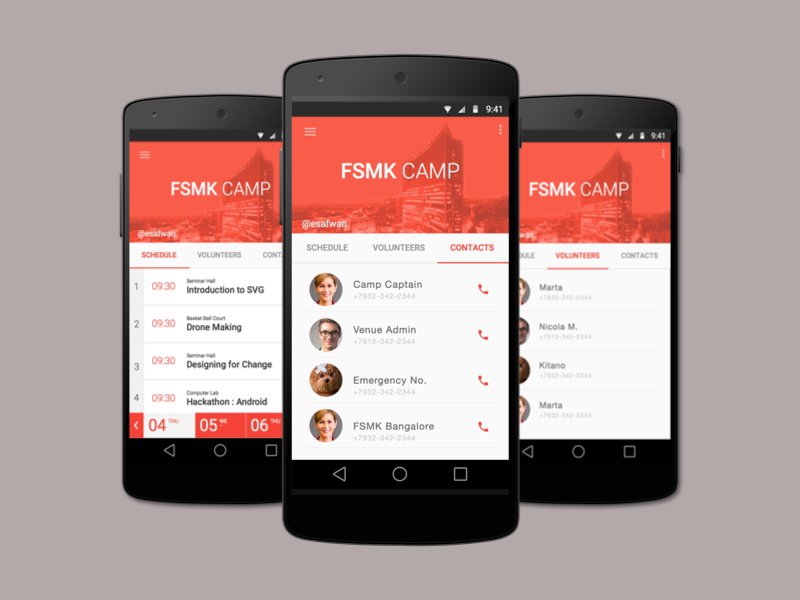 9:41
FSMK CAMP
@esafwan
SCHEDULE VOLUNTEERS CONT
1 09:30 Seminar Hall
Introduction to SVG
2 09:30 Basket Ball Court
Drone Making
3 09:30 Seminar Hall
Designing for Change
4 09:30 Computer Lab
Hackathon : Android
04 THU 05 WE 06 THU
9:41
FSMK CAMP
@esafwan
SCHEDULE VOLUNTEERS CONTACTS
Camp Captain
+7932-342-2344
Venue Admin
+7912-342-2344
Emergency No.
+7932-342-2344
FSMK Bangalore
+7932-342-2344
9:41
FSMK CAMP
wan
ULE VOLUNTEERS CONTACTS
Marta
+7932-342-2344
Nicola M.
+7912-342-2344
Kitano
+7932-342-2344
Marta
+7932-342-2344